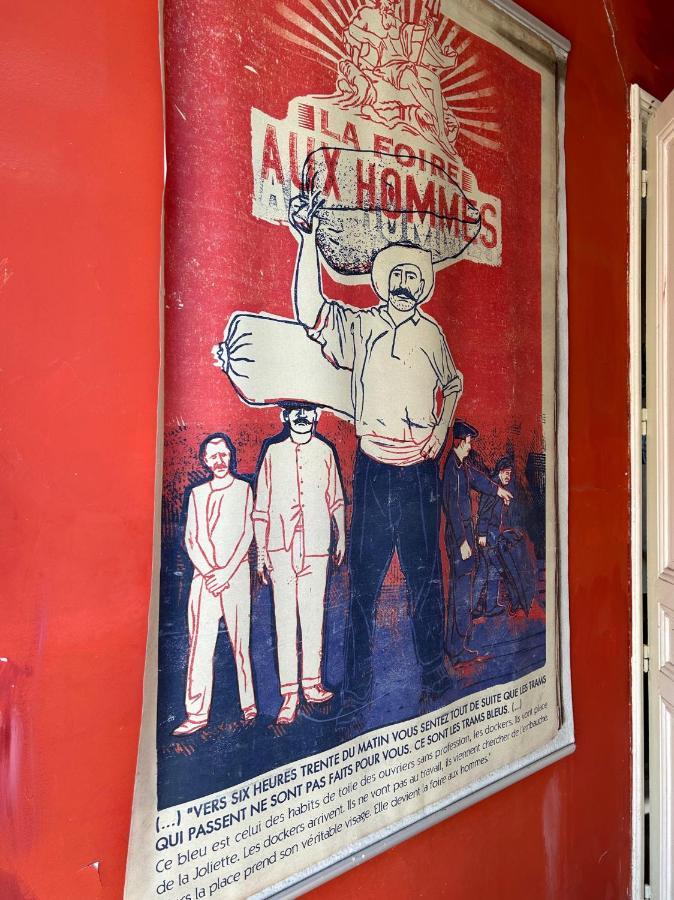 LA FOIRE
AUX HOMMES
(...) "VERS SIX HEURES TRENTE DU MATIN VOUS SENTEZ TOUT DE SUITE QUE LES TRAMS
QUI PASSENT NE SONT PAS FAITS POUR VOUS. CE SONT LES TRAMS BLEUS. (...)
Ce bleu est celui des habits de toile des ouvriers sans profession, les dockers. Ils vont place
de la Joliette. Les dockers arrivent. Ils ne vont pas au travail, ils viennent chercher de l'embauche.
la place prend son véritable visage. Elle devient la foire aux hommes."